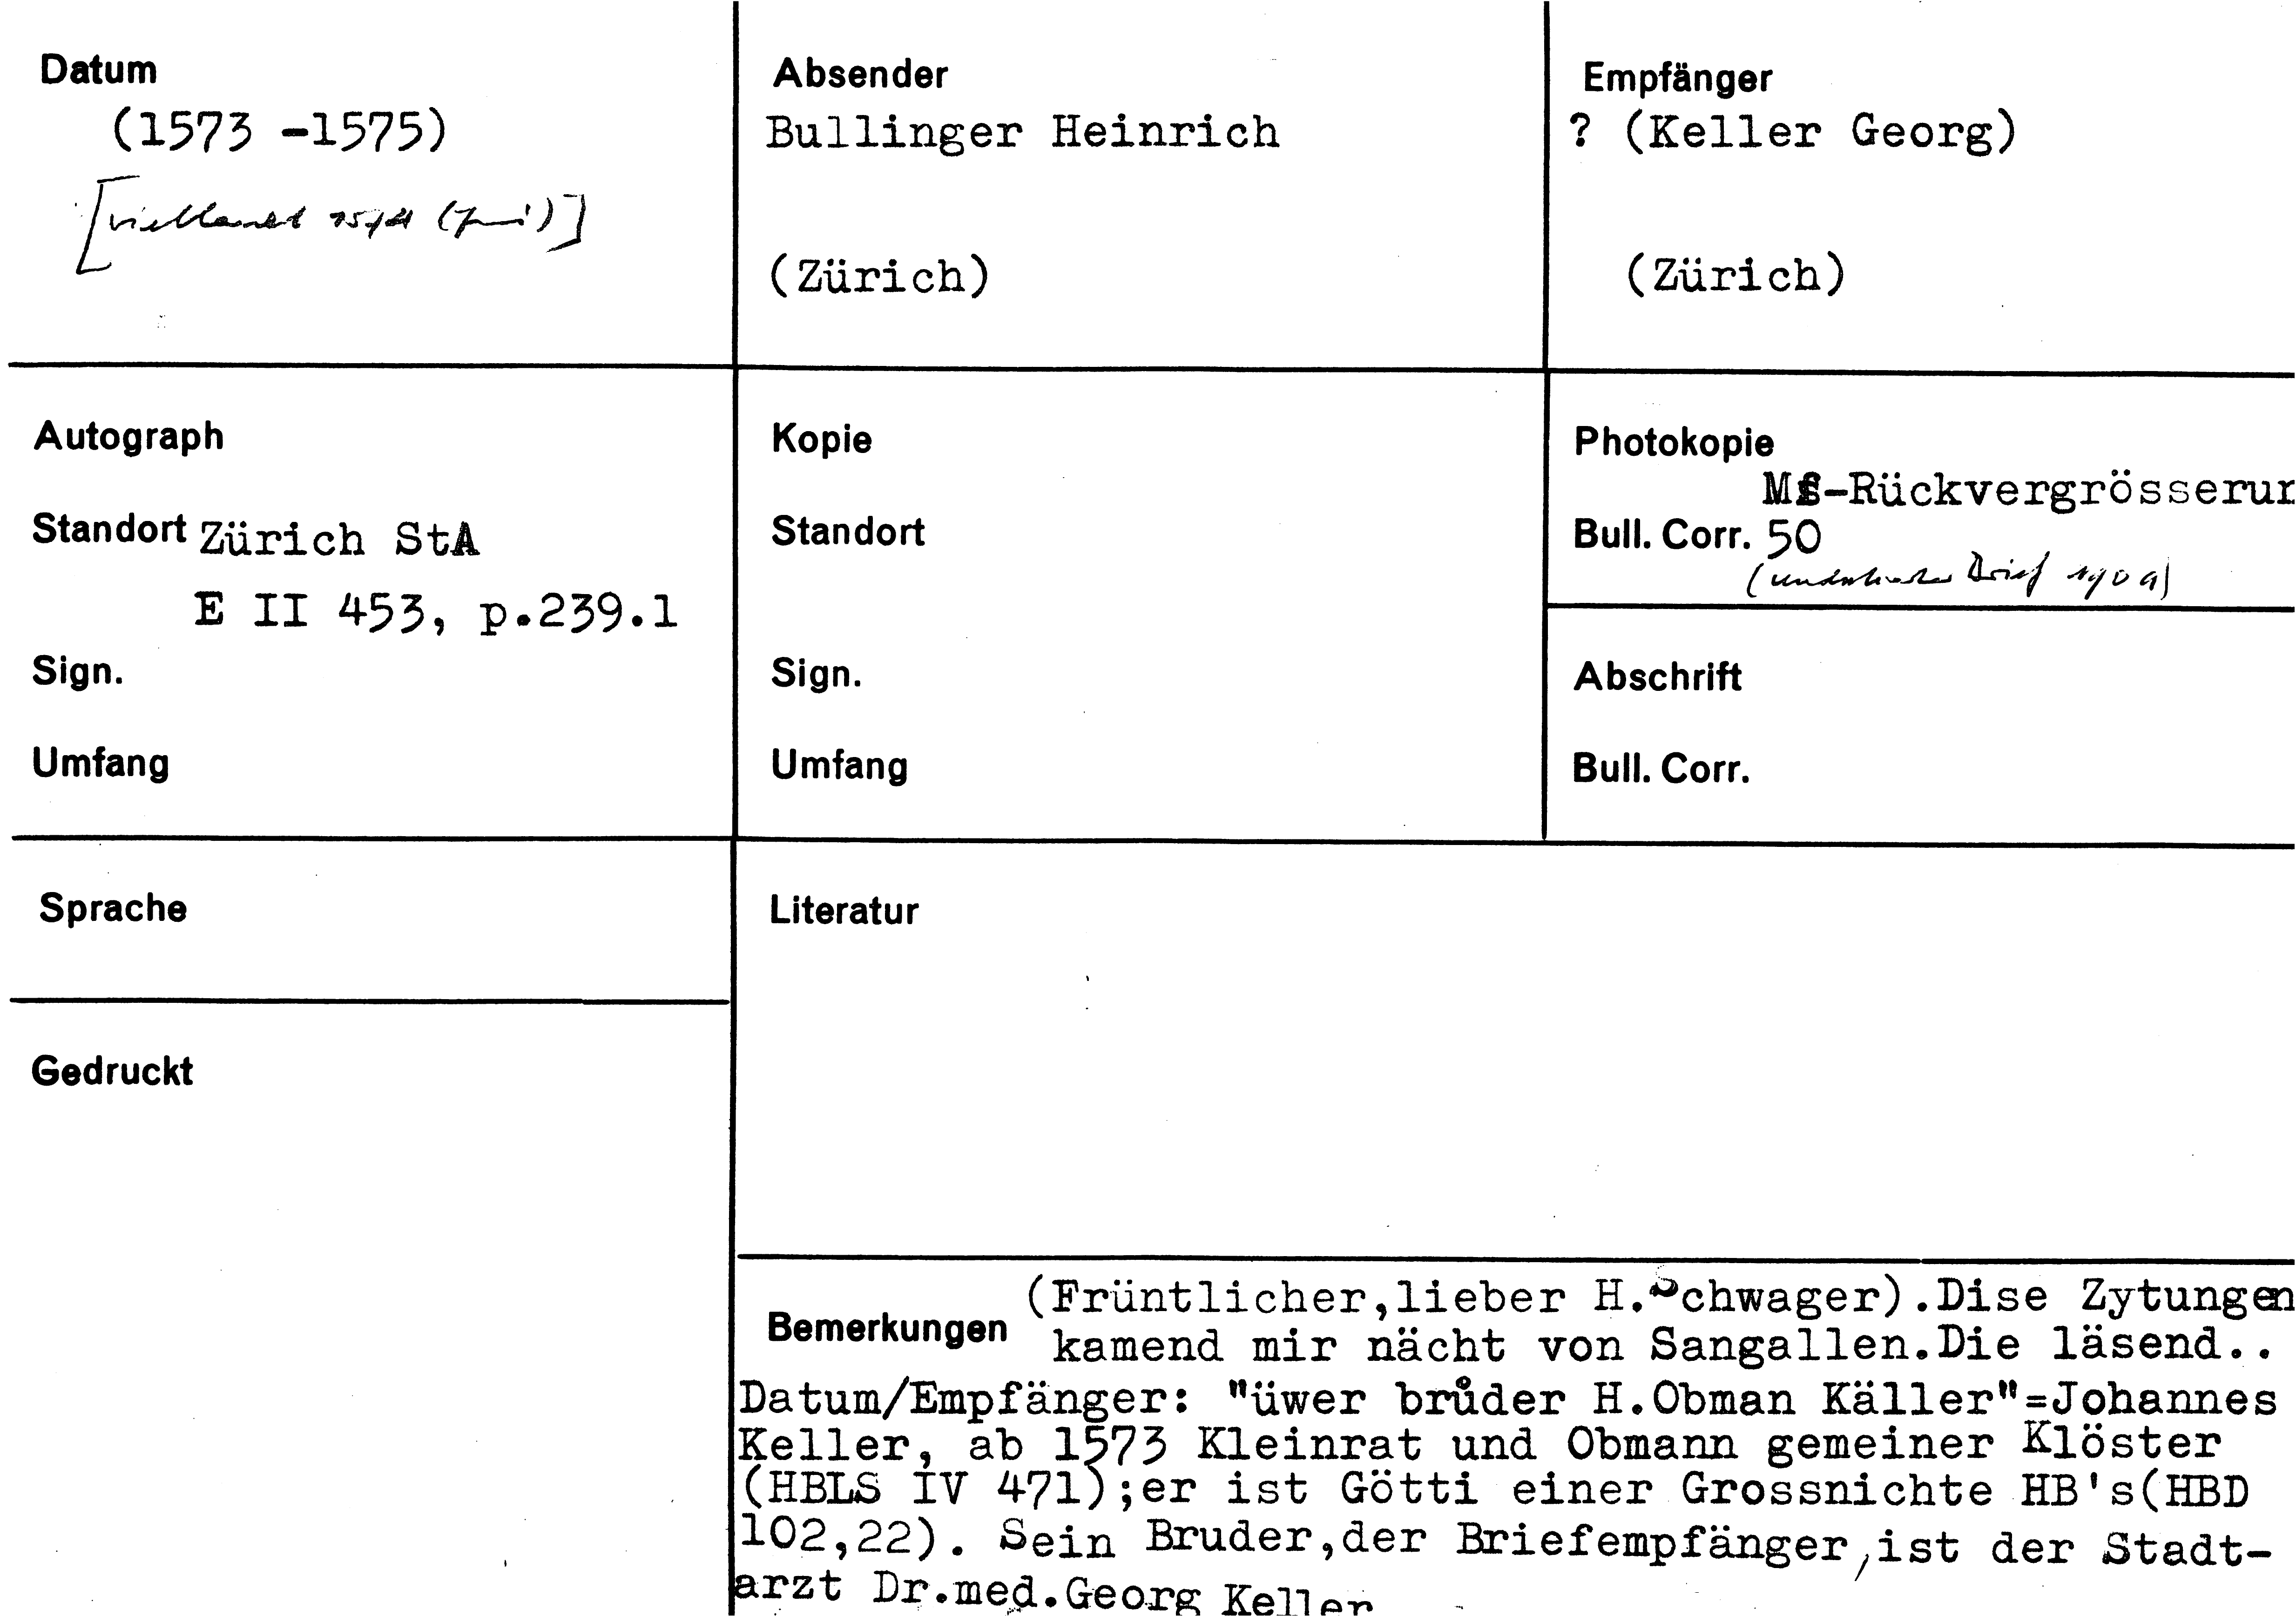 Datum
(1573 -1575)
[vielleicht 1574 (Juni)]
Absender
Bullinger Heinrich
(Zürich)
Empfänger
? (Keller Georg)
(Zürich)
Autograph
Standort Zürich StA
E II 453, p.239.1
Sign.
Umfang
Kopie
Standort
Sign.
Umfang
Photokopie
-Rückvergrösserun
Bull. Corr. 50
(undatierter Brief 190a)
Abschrift
Bull. Corr.
Sprache
Gedruckt
Literatur
Bemerkungen
(Früntlicher,lieber H.Schwager).Dise Zytungen
kamend mir nächt von Sangallen.Die läsend..
Datum/Empfänger: "üwer brůder H.Obman Käller"=Johannes
Keller, ab 1573 Kleinrat und Obmann gemeiner Klöster
(HBLS IV 471);er ist Götti einer Grossnichte HB's(HBD
102,22). Sein Bruder,der Briefempfänger,ist der Stadt-
arzt Dr.med.Georg Keller